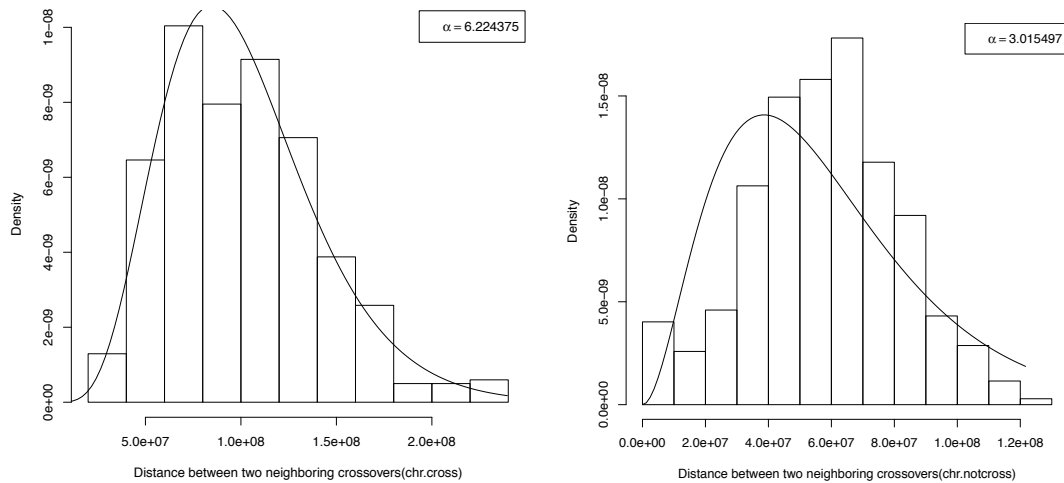 α = 6.224375
Density
0e+00
2e-09
4e-09
6e-09
8e-09
1e-08
5.0e+07
1.0e+08
1.5e+08
2.0e+08
Distance between two neighboring crossovers(chr.cross)
α = 3.015497
Density
0.0e+00
5.0e-09
1.0e-08
1.5e-08
0.0e+00
2.0e+07
4.0e+07
6.0e+07
8.0e+07
1.0e+08
1.2e+08
Distance between two neighboring crossovers(chr.notcross)